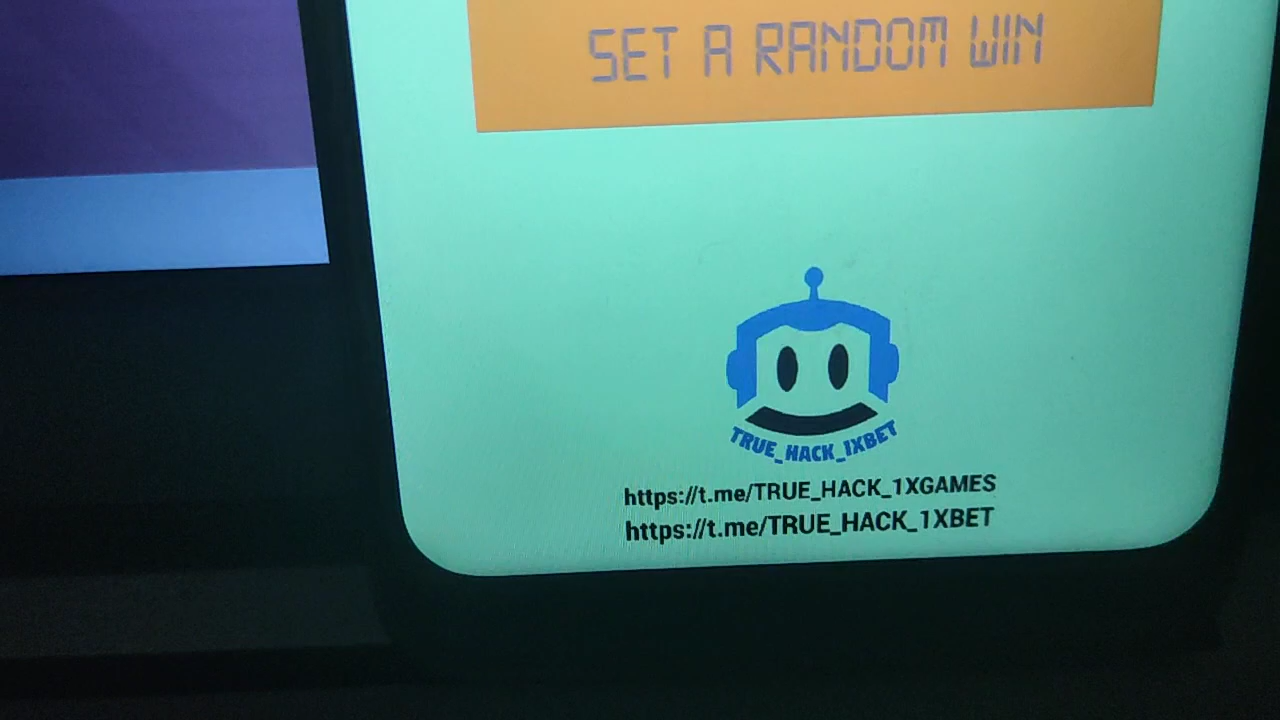 SET A RANDOM WIN
TRUE_HACK_1XBET
https://t.me/TRUE_HACK_1XGAMES
https://t.me/TRUE_HACK_1XBET